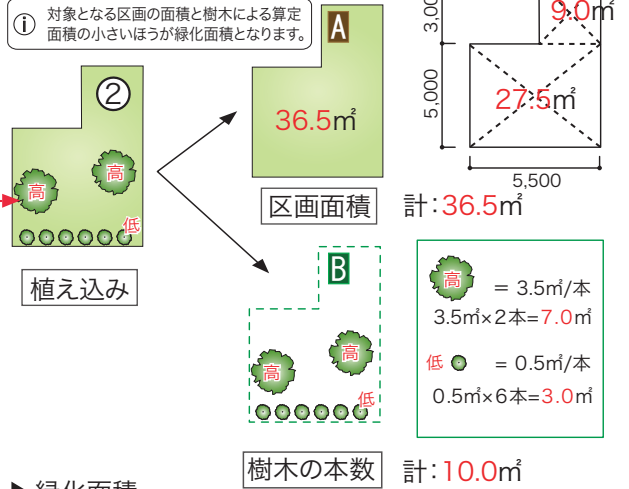 ⓘ 対象となる区画の面積と樹木による算定
面積の小さいほうが緑化面積となります。
A
②
36.5㎡
高
高
低
植え込み
区画面積
9.0㎡
27.5㎡
5,000
5,500
計:36.5㎡
B
高
高
低
樹木の本数
高 = 3.5㎡/本
3.5㎡×2本=7.0㎡
低 = 0.5㎡/本
0.5㎡×6本=3.0㎡
計:10.0㎡